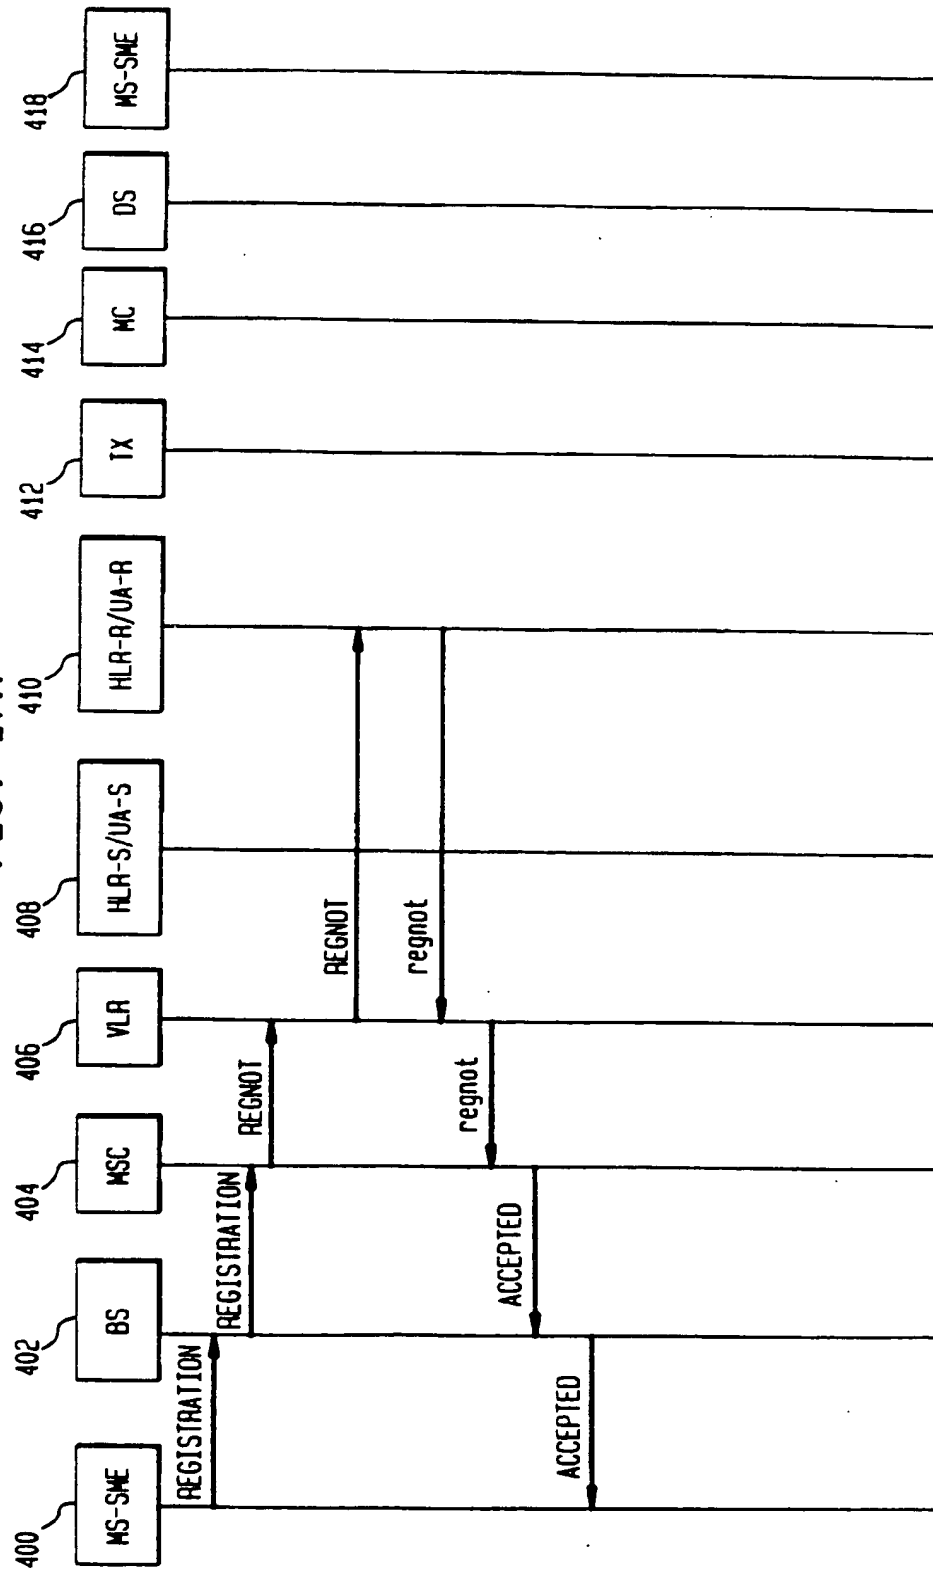 400
402
404
406
408
410
412
414
416
418
MS-SME
BS
MSC
VLR
HLR-S/UA-S
HLR-R/UA-R
TX
MC
DS
MS-SME
REGISTRATION
REGISTRATION
REGNOT
REGNOT
regnot
regnot
ACCEPTED
ACCEPTED